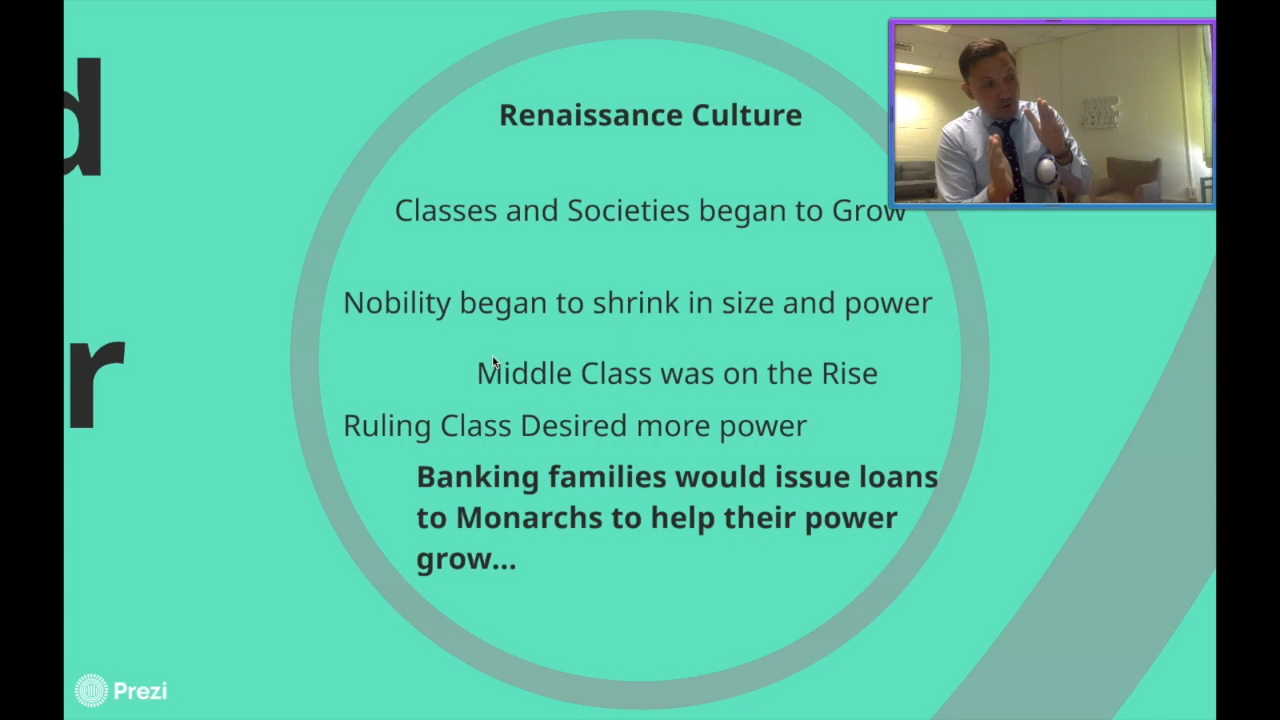 d
r
Renaissance Culture
Classes and Societies began to Grow
Nobility began to shrink in size and power
Middle Class was on the Rise
Ruling Class Desired more power
Banking families would issue loans
to Monarchs to help their power
grow...
Prezi